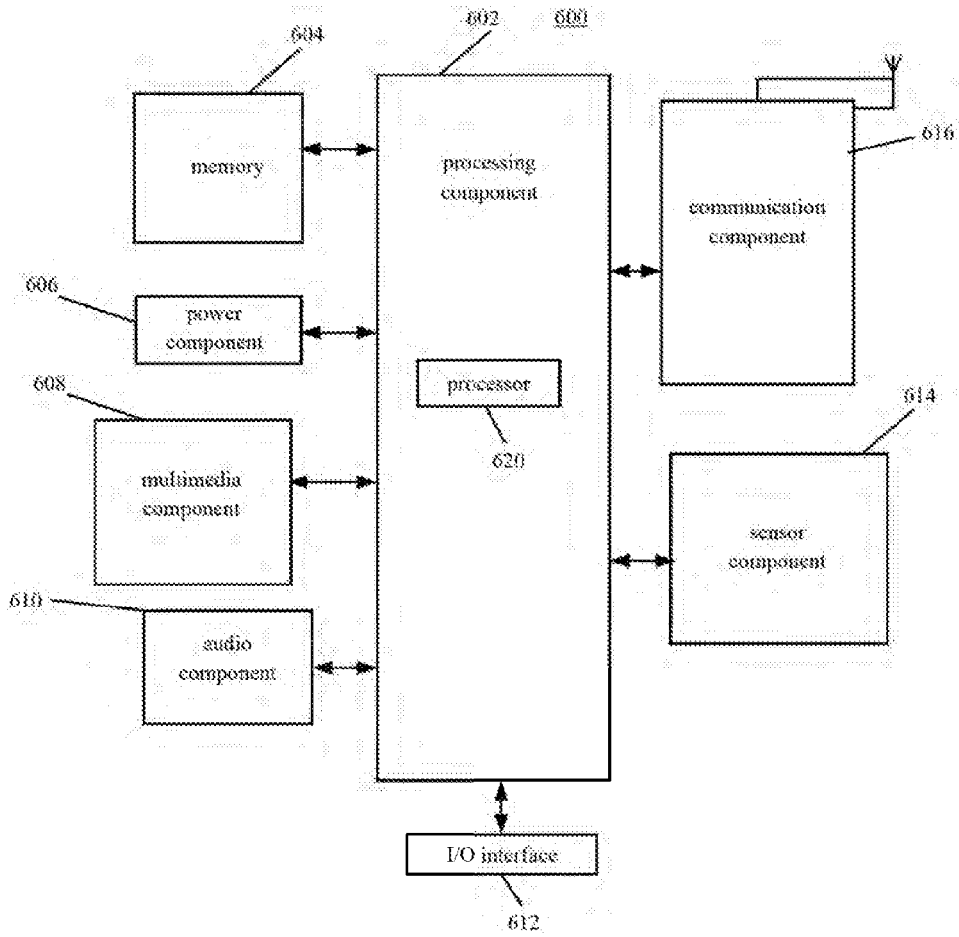 602
600
604
memory
processing
component
616
communication
component
606
power
component
processor
620
608
multimedia
component
614
sensor
component
610
audio
component
I/O interface
612